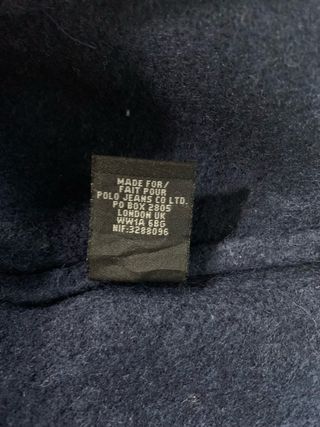 MADE FOR/
FAIT POUR
POLO JEANS CO LTD.
PO BOX 2805
LONDON UK
WW1A 6BG
NIF:3288096